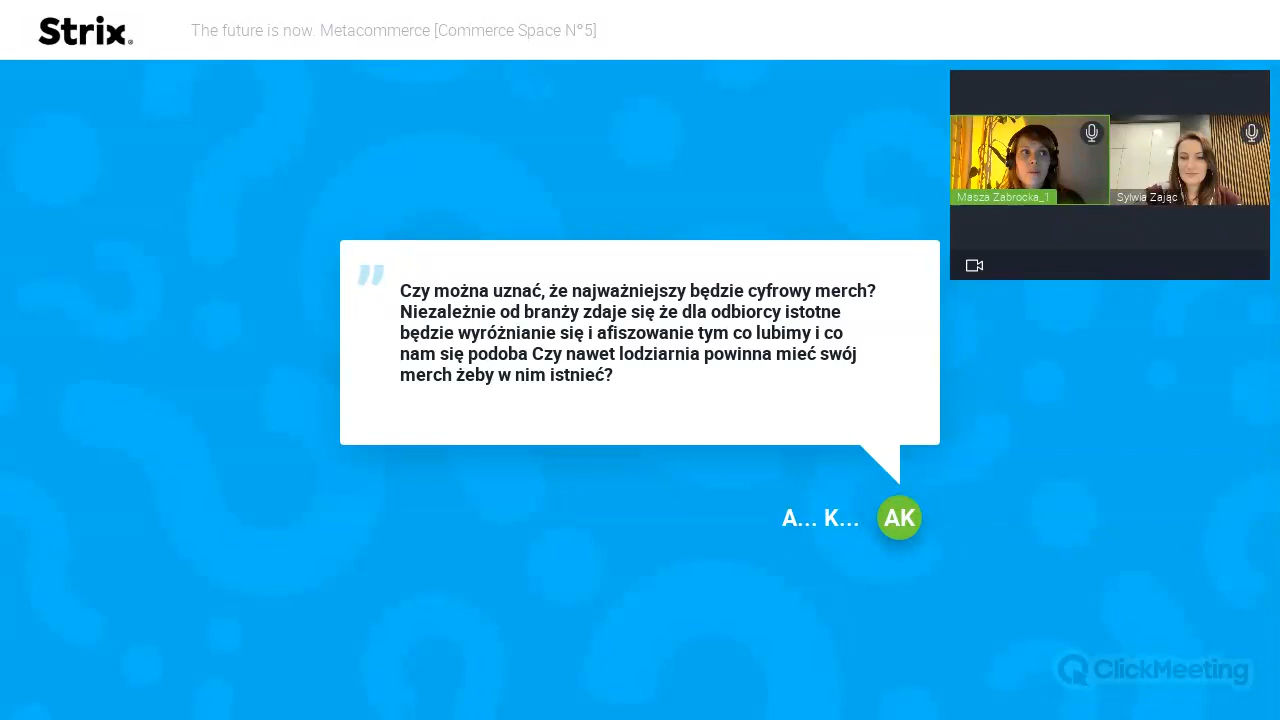 Strix®
The future is now. Metacommerce [Commerce Space N°5]
Masza Zabrocka_1
Sylwia Zając
"
Czy można uznać, że najważniejszy będzie cyfrowy merch?
Niezależnie od branży zdaje się że dla odbiorcy istotne
będzie wyróżnianie się i afiszowanie tym co lubimy i co
nam się podoba Czy nawet lodziarnia powinna mieć swój
merch żeby w nim istnieć?
A... K...
AK
ClickMeeting